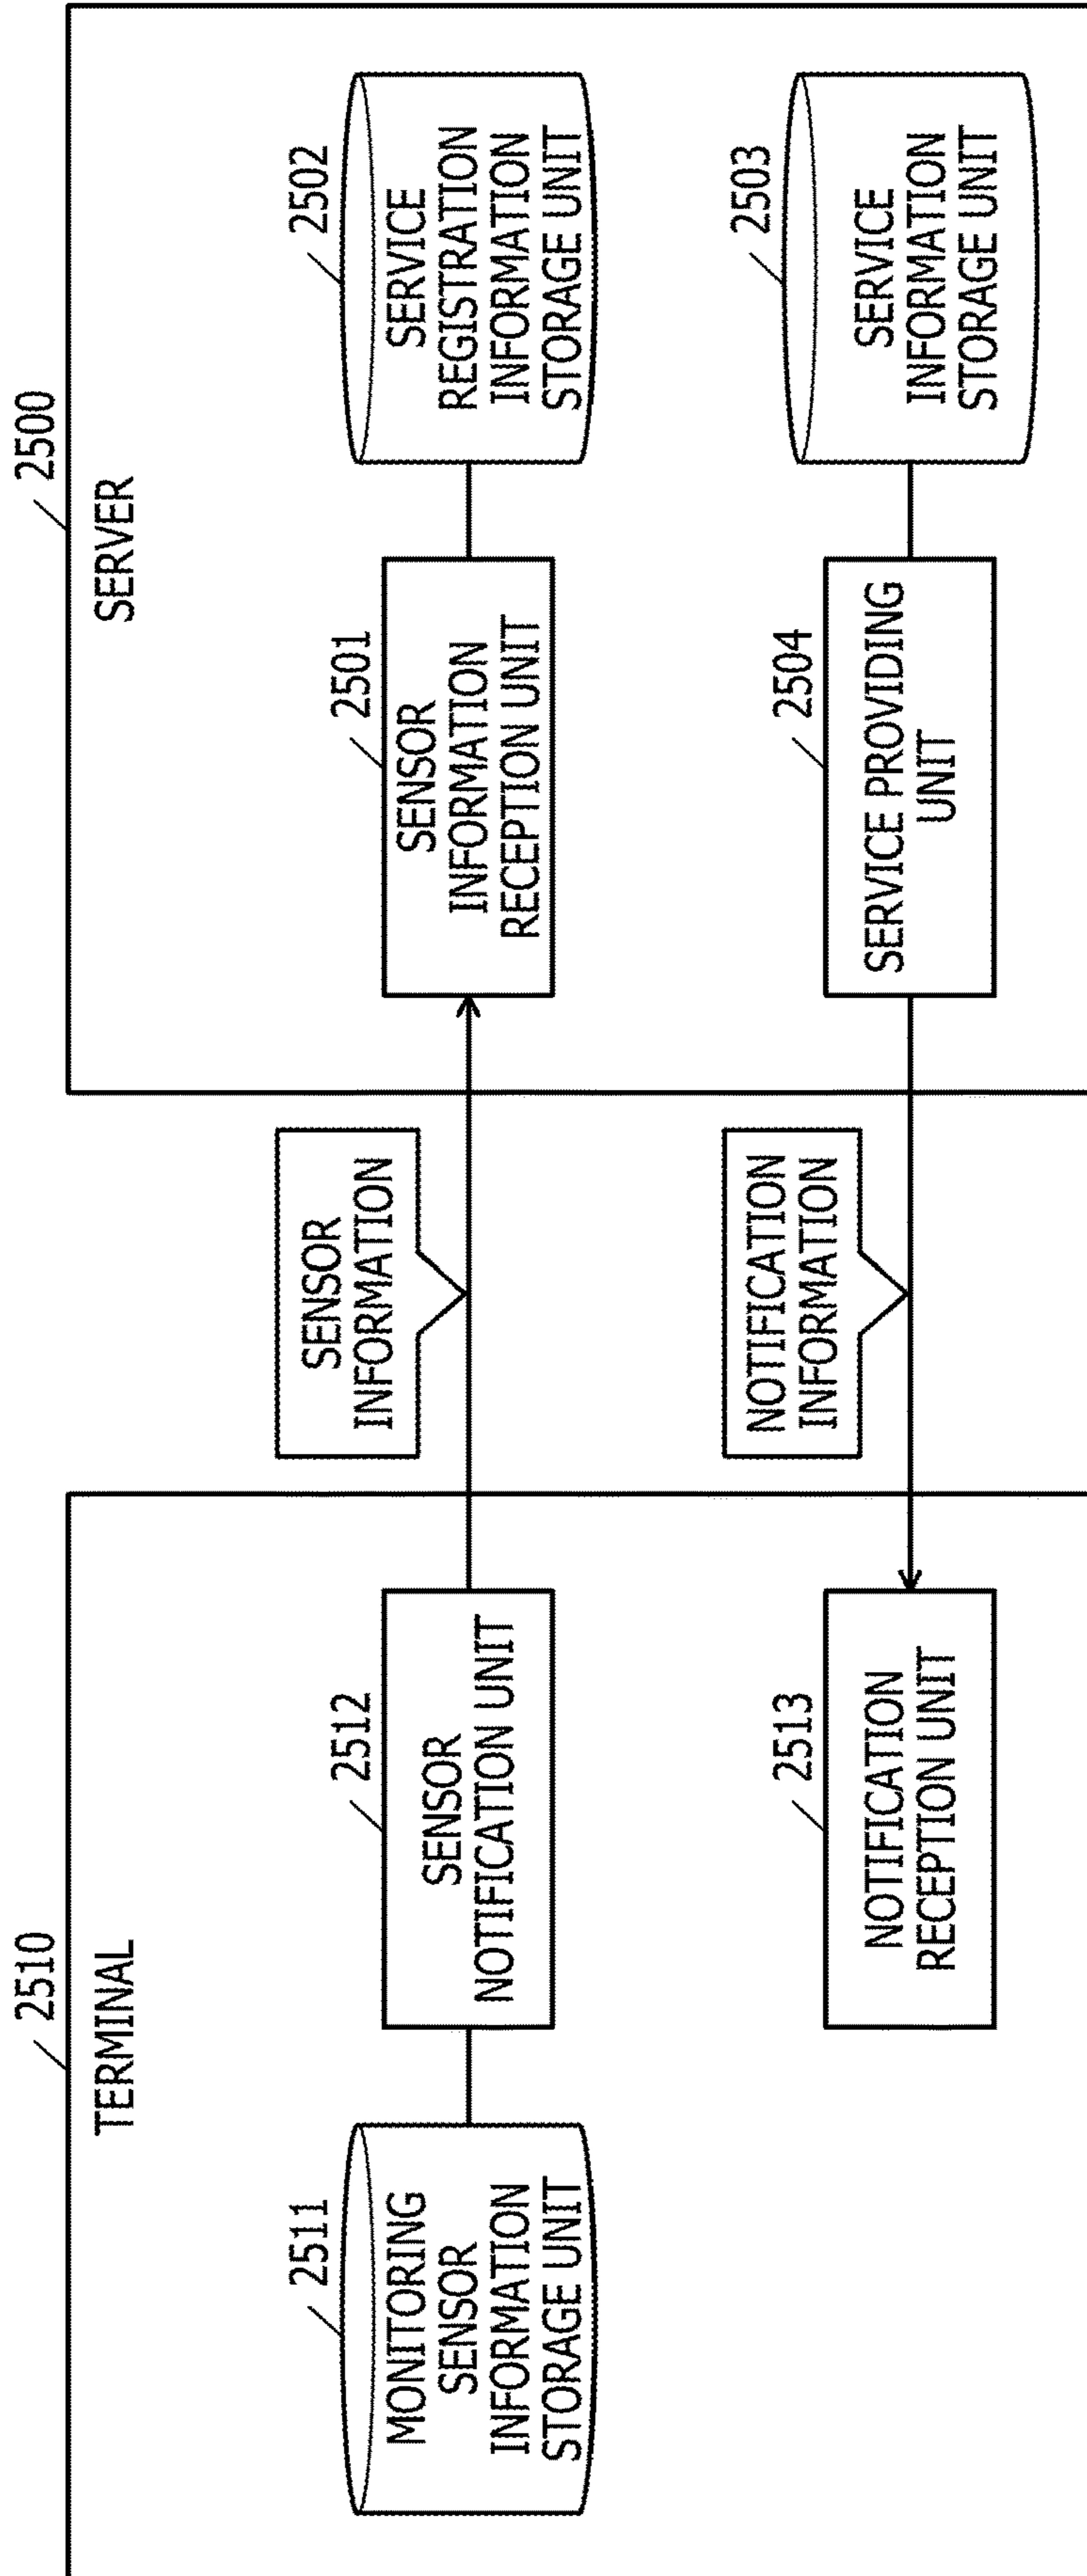 2510
TERMINAL
2511
MONITORING
SENSOR
INFORMATION
STORAGE UNIT
2512
SENSOR
NOTIFICATION UNIT
2513
NOTIFICATION
RECEPTION UNIT
SENSOR
INFORMATION
NOTIFICATION
INFORMATION
2500
SERVER
2501
SENSOR
INFORMATION
RECEPTION UNIT
2502
SERVICE
REGISTRATION
INFORMATION
STORAGE UNIT
2504
SERVICE PROVIDING
UNIT
2503
SERVICE
INFORMATION
STORAGE UNIT